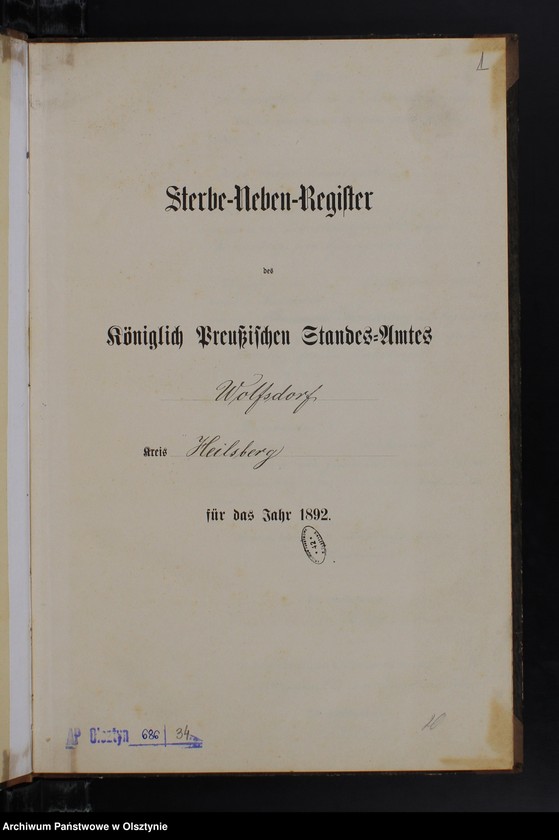 1
Sterbe-Neben-Register
des
Königlich Preußischen Standes-Amtes
Wolfsdorf
Kreis Heilsberg
für das Jahr 1892.
AP Olsztyn 686 34
Archiwum Państwowe w Olsztynie